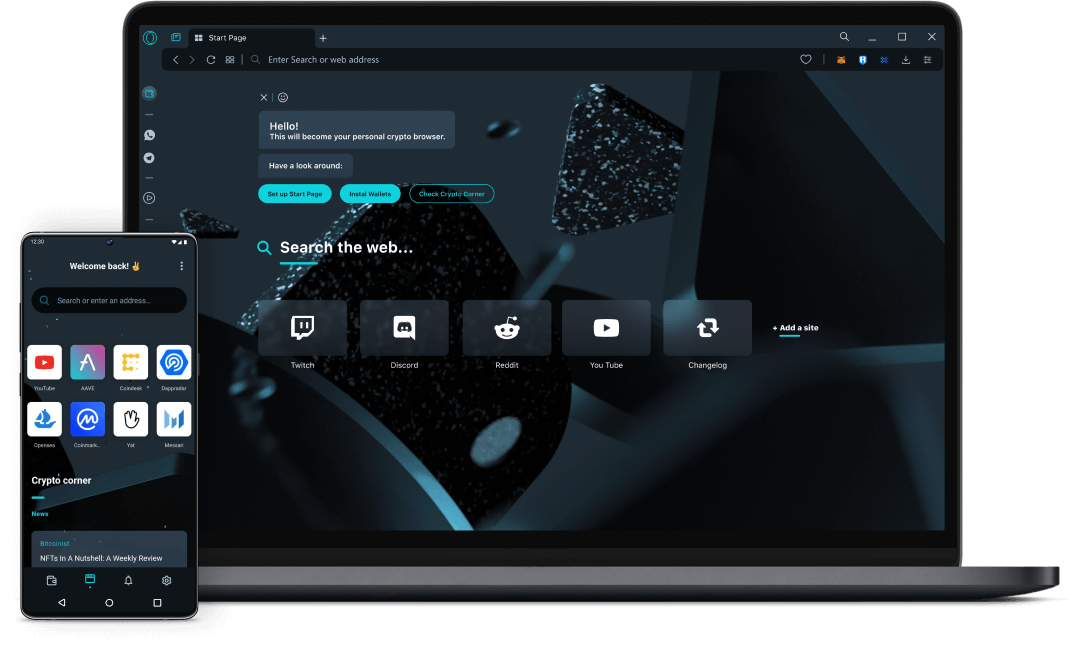 Start Page
Enter Search or web address
Hello!
This will become your personal crypto browser.
Have a look around:
Set up Start Page
Instal Wallets
Check Crypto Corner
Search the web...
Twitch
Discord
Reddit
You Tube
Changelog
+ Add a site
12.30
Welcome back! ✌
Search or enter an address...
YouTube
AAVE
Coindesk
Dappradar
Opensea
Coinmark..
Yat
Messari
Crypto corner
News
Bitcoinist
NFTs In A Nutshell: A Weekly Review